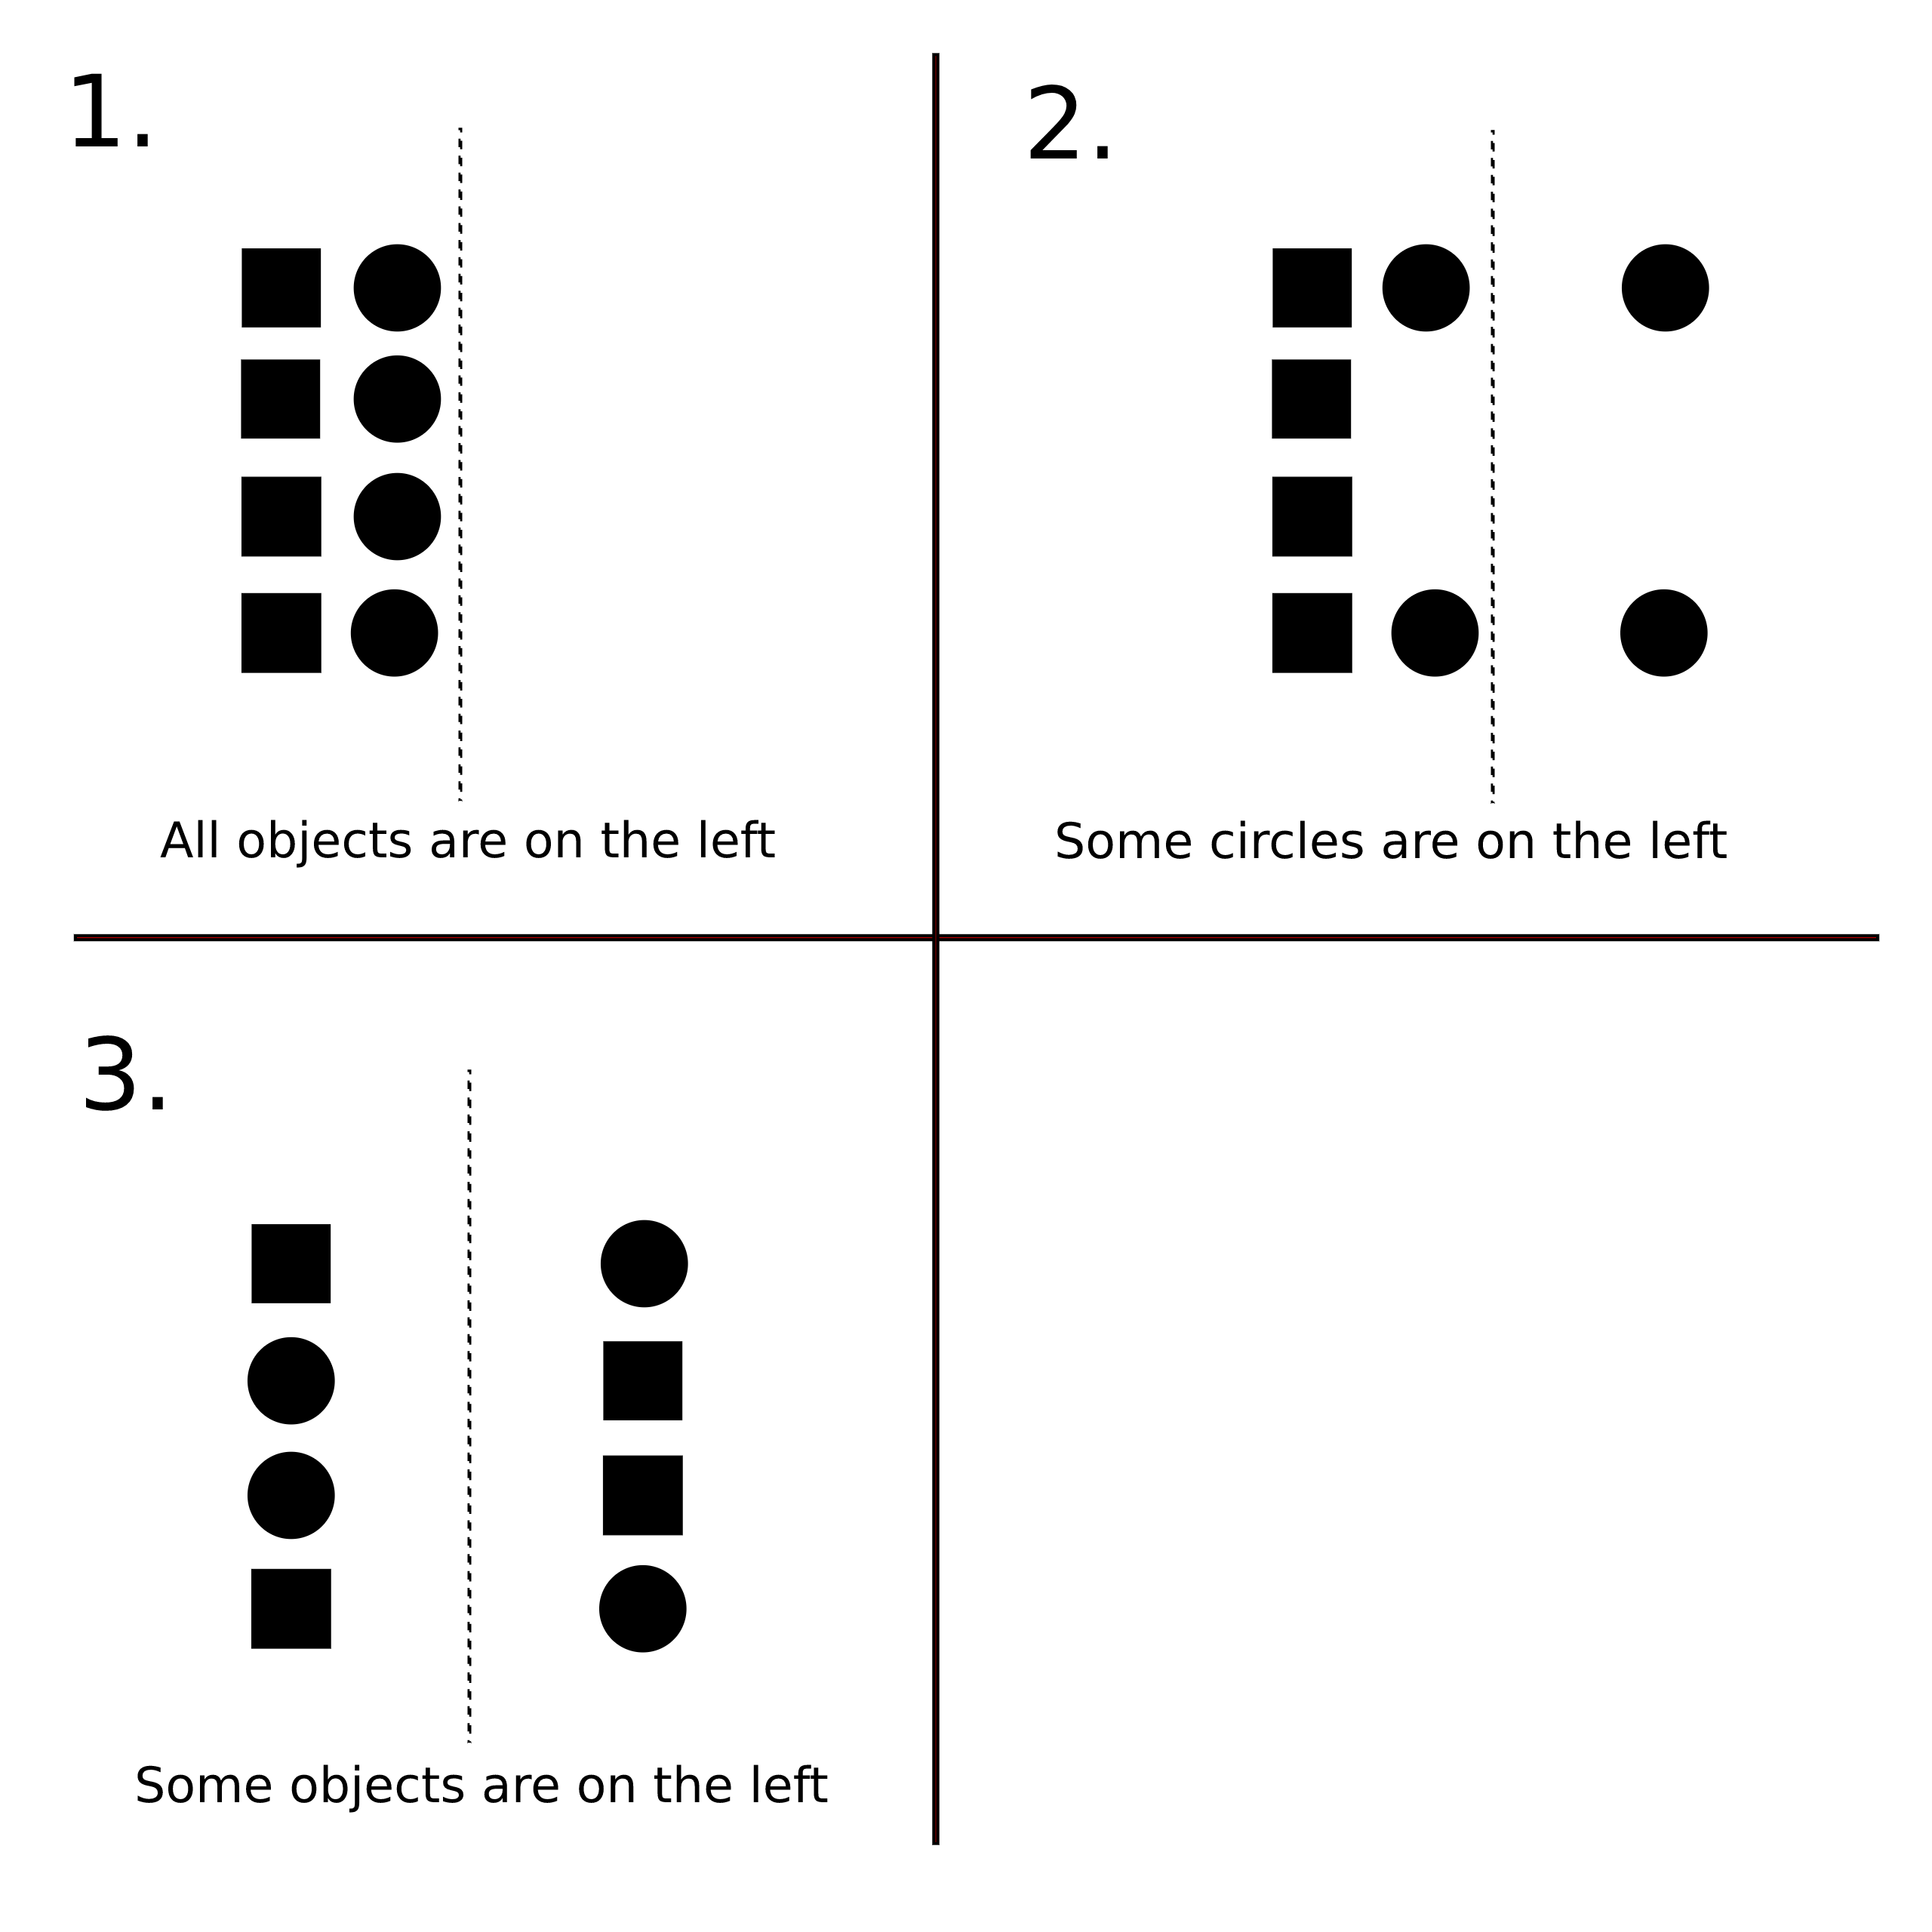 1.
2.
All objects are on the left
Some circles are on the left
3.
Some objects are on the left